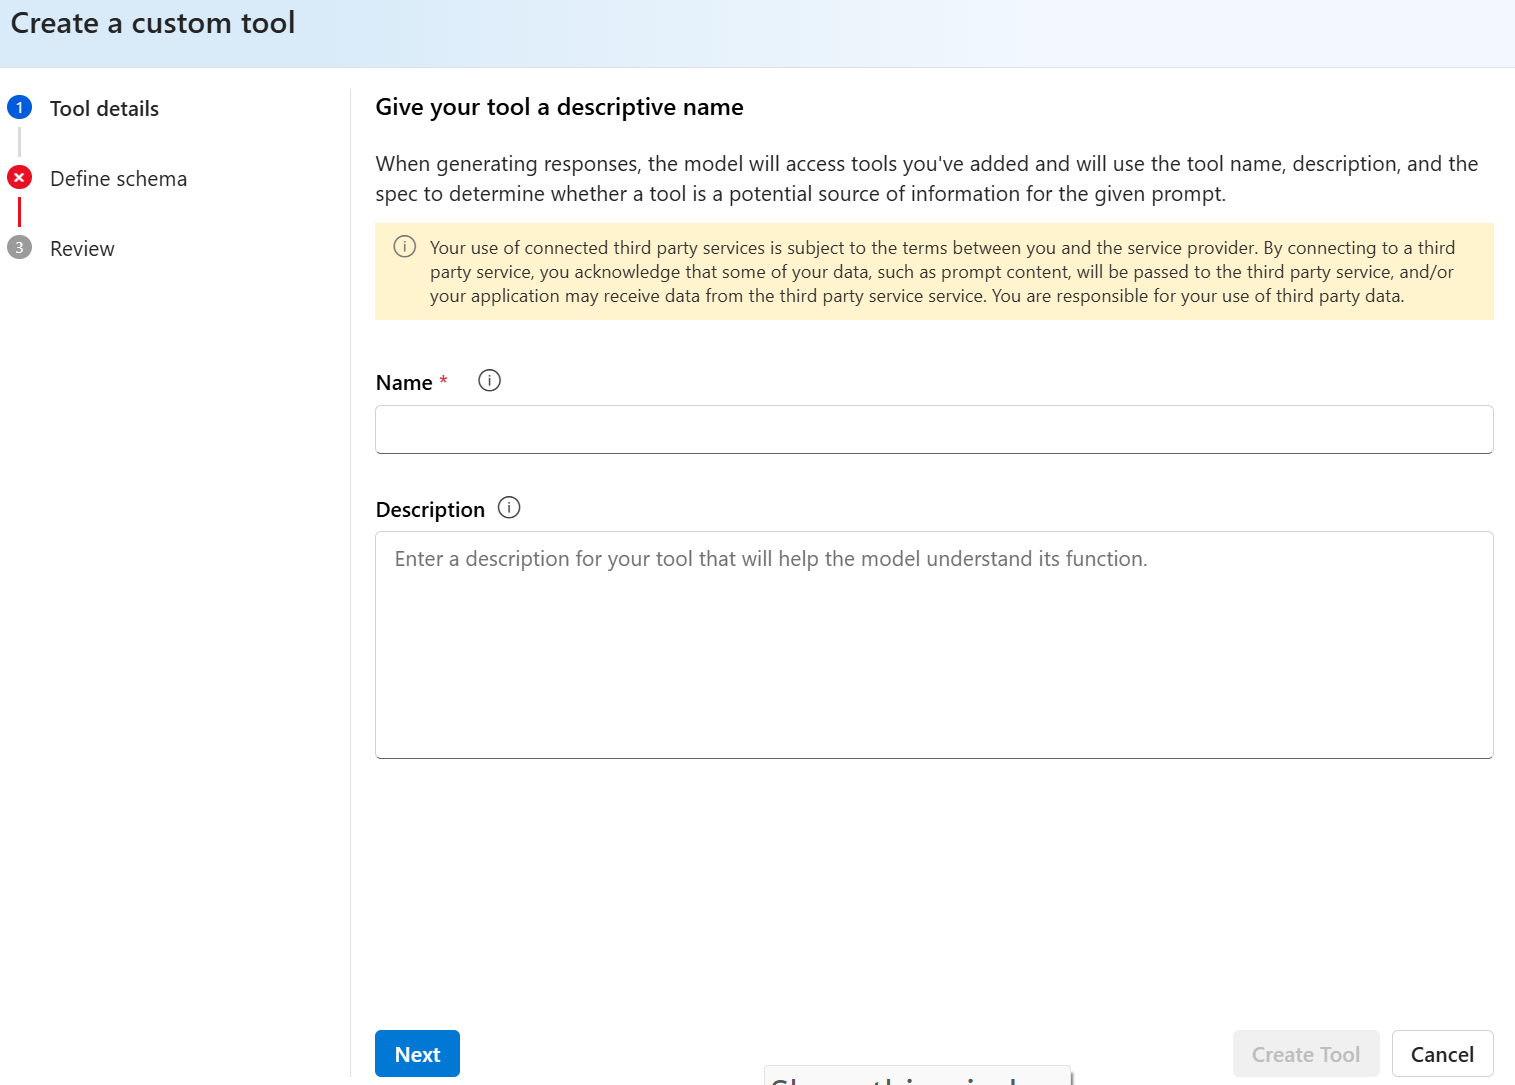 Create a custom tool
1 Tool details
Define schema
3 Review
Give your tool a descriptive name
When generating responses, the model will access tools you've added and will use the tool name, description, and the
spec to determine whether a tool is a potential source of information for the given prompt.
Your use of connected third party services is subject to the terms between you and the service provider. By connecting to a third
party service, you acknowledge that some of your data, such as prompt content, will be passed to the third party service, and/or
your application may receive data from the third party service service. You are responsible for your use of third party data.
Name *
Description
Enter a description for your tool that will help the model understand its function.
Next
Create Tool
Cancel